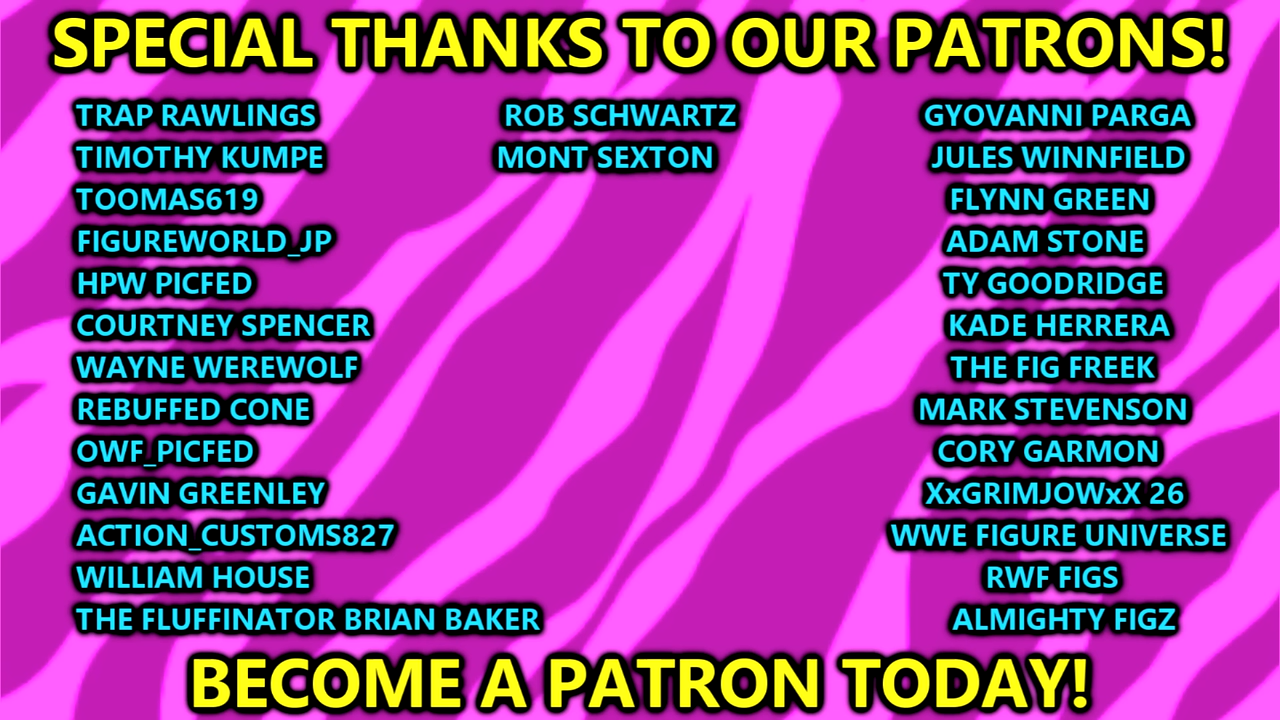 SPECIAL THANKS TO OUR PATRONS!
TRAP RAWLINGS
TIMOTHY KUMPE
TOOMAS619
FIGUREWORLD_JP
HPW PICFED
COURTNEY SPENCER
WAYNE WEREWOLF
REBUFFED CONE
OWF_PICFED
GAVIN GREENLEY
ACTION_CUSTOMS827
WILLIAM HOUSE
THE FLUFFINATOR BRIAN BAKER
ROB SCHWARTZ
MONT SEXTON
GYOVANNI PARGA
JULES WINNFIELD
FLYNN GREEN
ADAM STONE
TY GOODRIDGE
KADE HERRERA
THE FIG FREEK
MARK STEVENSON
CORY GARMON
XxGRIMJOWxX 26
WWE FIGURE UNIVERSE
RWF FIGS
ALMIGHTY FIGZ
BECOME A PATRON TODAY!